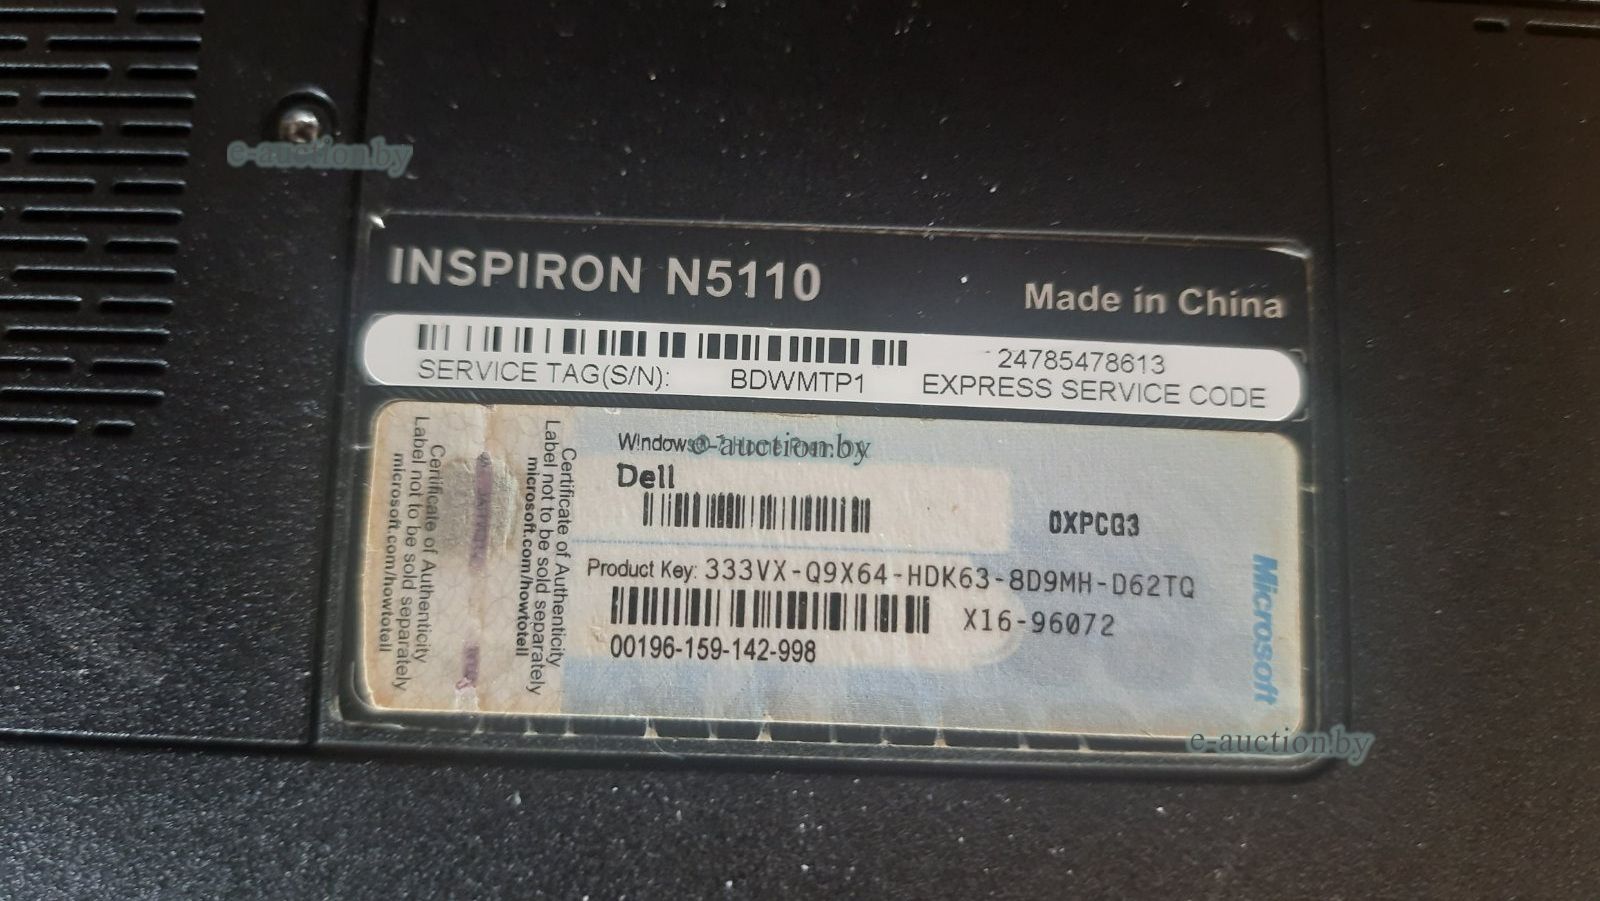 e-auction.by
INSPIRON N5110
Made in China
24785478613
SERVICE TAG(S/N): BDWMTP1 EXPRESS SERVICE CODE
Windows
e-auction.by
Dell
0XPCG3
Product Key: 333VX-Q9X64-HDK63-8D9MH-D62TQ
X16-96072
00196-159-142-998
Certificate of Authenticity
Label not to be sold separately
microsoft.com/howtotell
Certificate of Authenticity
Label not to be sold separately
microsoft.com/howtotell
Microsoft
e-auction.by